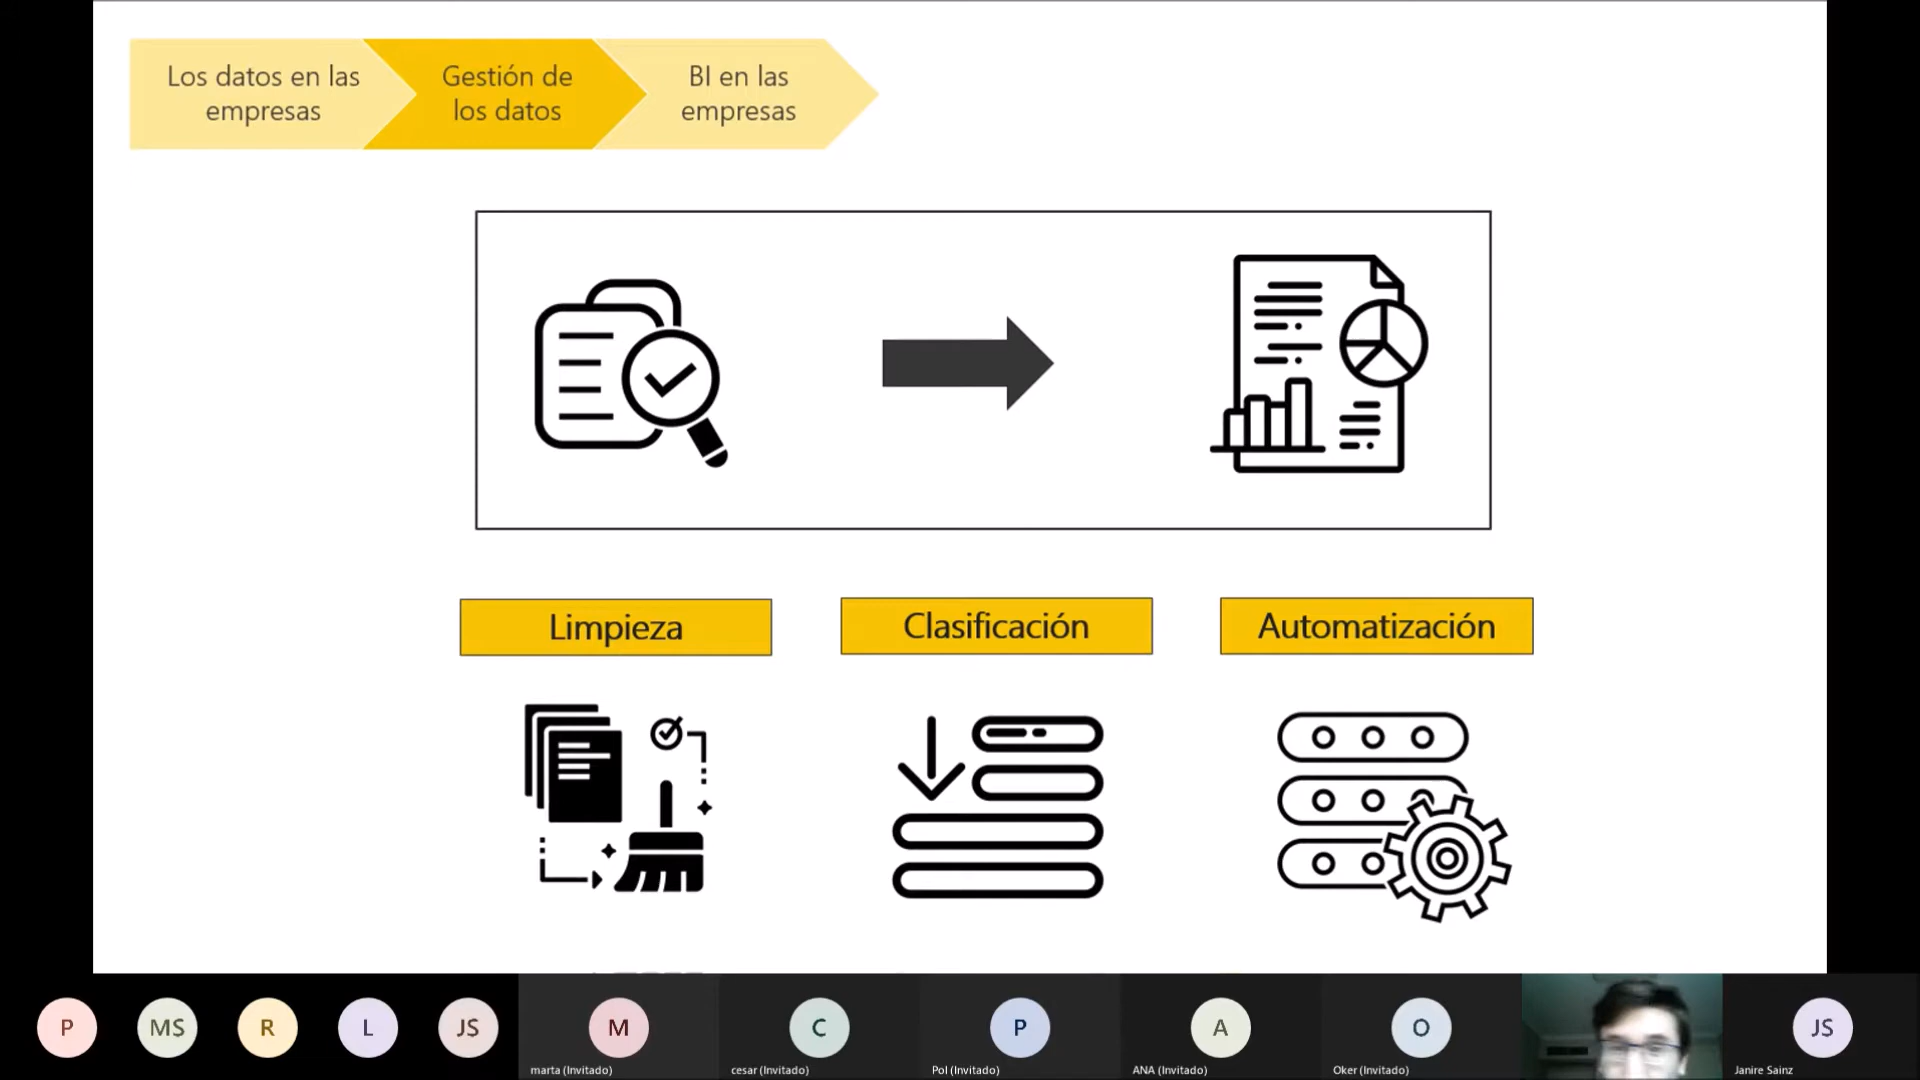 Los datos en las
empresas
Gestión de
los datos
BI en las
empresas
Limpieza
Clasificación
Automatización
P
MS
R
L
JS
M
C
P
A
O
JS
marta (Invitado)
cesar (Invitado)
Pol (Invitado)
ANA (Invitado)
Oker (Invitado)
Janire Sainz